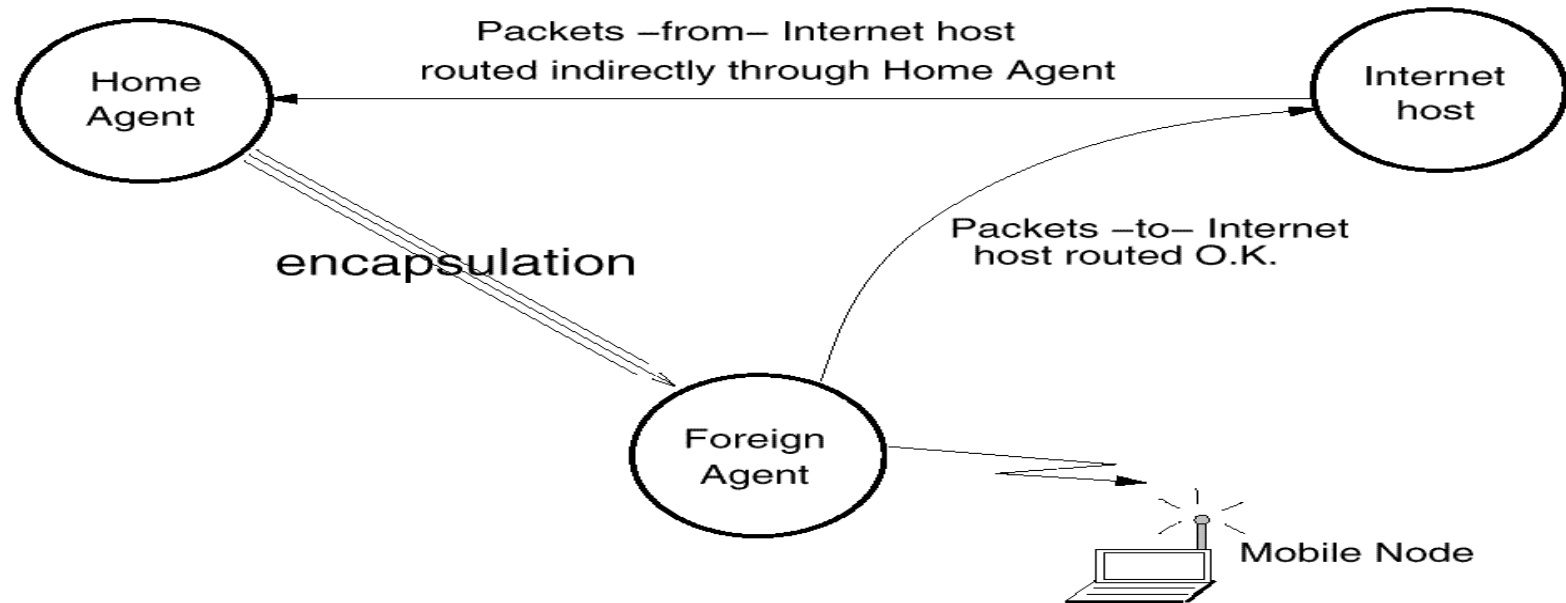 Packets –from– Internet host
routed indirectly through Home Agent
Home
Agent
Internet
host
Packets –to– Internet
host routed O.K.
encapsulation
Foreign
Agent
Mobile Node